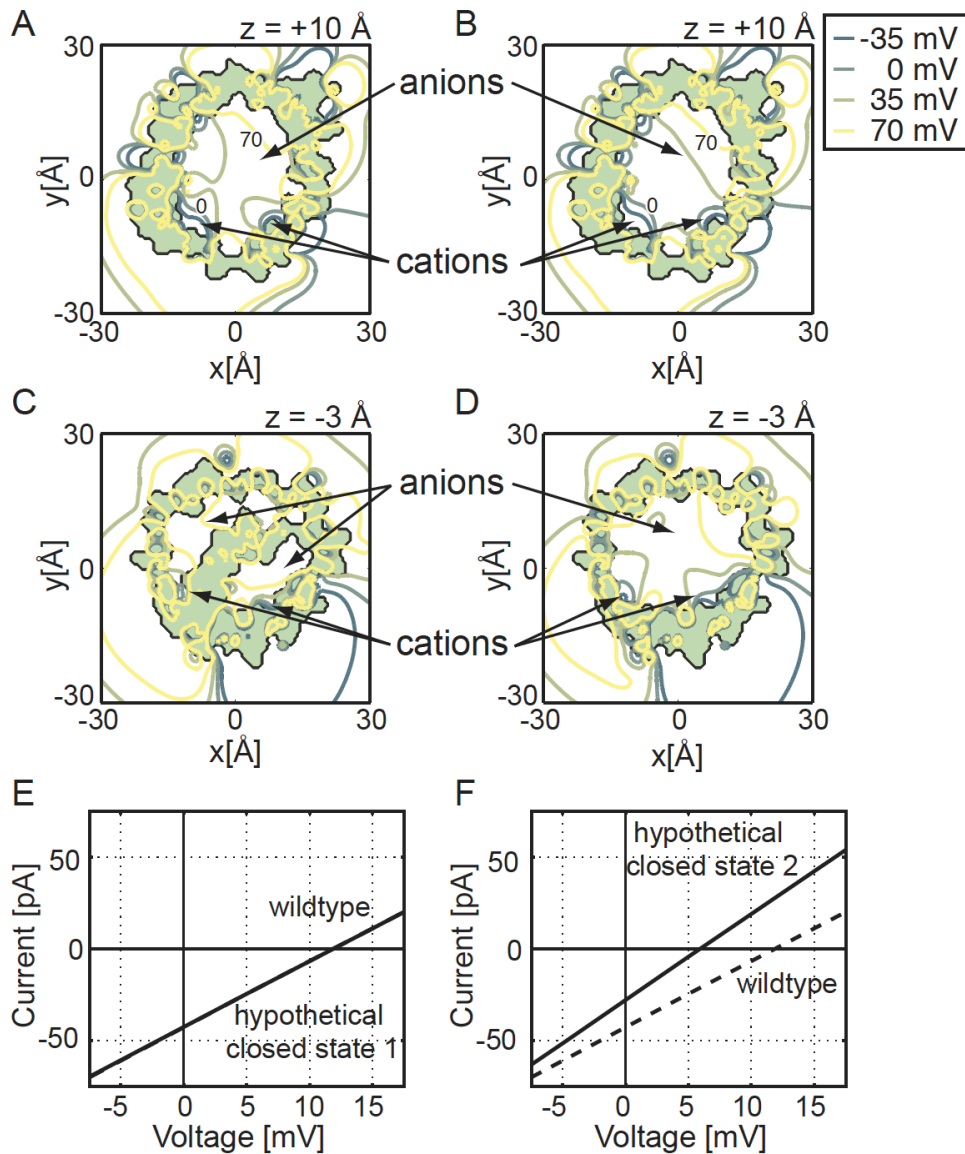 A
z = +10 Å
B
z = +10 Å
-35 mV
0 mV
35 mV
70 mV
30
0
-30
y[Å]
-30
0
30
x[Å]
70
0
anions
cations
30
0
-30
y[Å]
-30
0
30
x[Å]
70
0
C
z = -3 Å
D
z = -3 Å
30
0
-30
y[Å]
-30
0
30
x[Å]
anions
cations
30
0
-30
y[Å]
-30
0
30
x[Å]
E
F
50
0
-50
Current [pA]
wildtype
hypothetical
closed state 1
-5
0
5
10
15
Voltage [mV]
50
0
-50
Current [pA]
hypothetical
closed state 2
wildtype
-5
0
5
10
15
Voltage [mV]